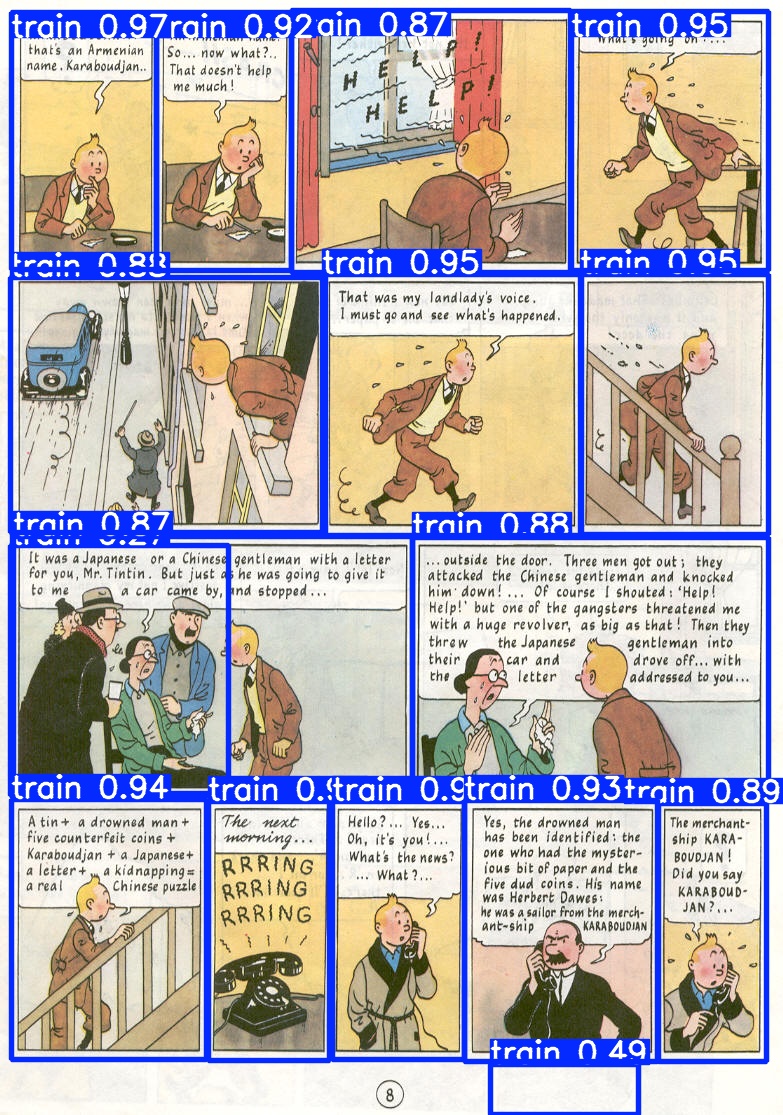 train 0.97
train 0.92
train 0.87
train 0.95
that's an Armenian
name. Karaboudjan..
So... now what?..
That doesn't help
me much!
HELP!
HELP!
What's going on?...
train 0.88
train 0.95
train 0.95
That was my landlady's voice.
I must go and see what's happened.
train 0.87
train 0.88
It was a Japanese or a Chinese gentleman with a letter
for you, Mr. Tintin. But just as he was going to give it
to me a car came by, and stopped...
...outside the door. Three men got out; they
attacked the Chinese gentleman and knocked
him down!... Of course I shouted: 'Help!
Help!' but one of the gangsters threatened me
with a huge revolver, as big as that! Then they
threw the Japanese gentleman into
their car and drove off... with
the letter addressed to you...
train 0.94
train 0.9
train 0.93
train 0.89
A tin + a drowned man +
five counterfeit coins +
Karaboudjan + a Japanese +
a letter + a kidnapping =
a real Chinese puzzle
The next
morning...
RRRING
RRRING
RRRING
Hello?... Yes...
Oh, it's you!...
What's the news?
What?...
Yes, the drowned man
has been identified: the
one who had the myster-
ious bit of paper and the
five dud coins. His name
was Herbert Dawes:
he was a sailor from the merch-
ant-ship KARABOUDJAN
The merchant-
ship KARA-
BOUDJAN!
Did you say
KARABOUD-
JAN?...
train 0.49
8